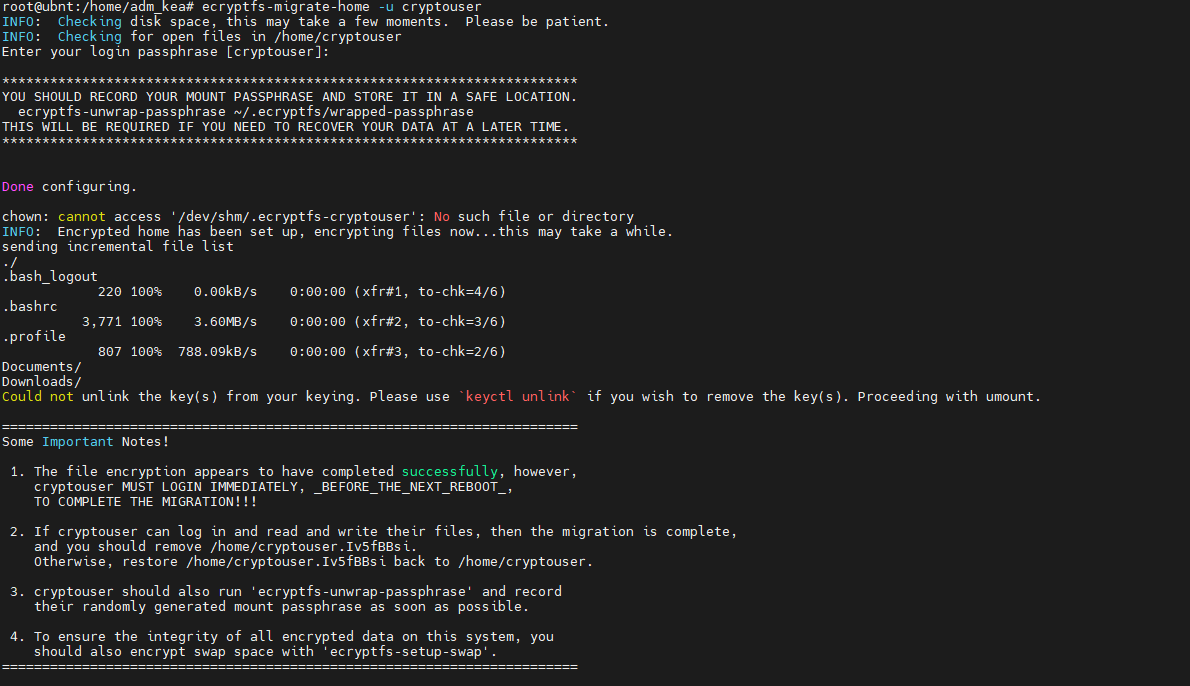 root@ubnt:/home/adm_kea# ecryptfs-migrate-home -u cryptouser
INFO:  Checking disk space, this may take a few moments.  Please be patient.
INFO:  Checking for open files in /home/cryptouser
Enter your login passphrase [cryptouser]:
************************************************************************
YOU SHOULD RECORD YOUR MOUNT PASSPHRASE AND STORE IT IN A SAFE LOCATION.
  ecryptfs-unwrap-passphrase ~/.ecryptfs/wrapped-passphrase
THIS WILL BE REQUIRED IF YOU NEED TO RECOVER YOUR DATA AT A LATER TIME.
************************************************************************
Done configuring.
chown: cannot access '/dev/shm/.ecryptfs-cryptouser': No such file or directory
INFO:  Encrypted home has been set up, encrypting files now...this may take a while.
sending incremental file list
./
.bash_logout
            220 100%    0.00kB/s    0:00:00 (xfr#1, to-chk=4/6)
.bashrc
          3,771 100%    3.60MB/s    0:00:00 (xfr#2, to-chk=3/6)
.profile
            807 100%  788.09kB/s    0:00:00 (xfr#3, to-chk=2/6)
Documents/
Downloads/
Could not unlink the key(s) from your keying. Please use `keyctl unlink` if you wish to remove the key(s). Proceeding with umount.
========================================================================
Some Important Notes!
 1. The file encryption appears to have completed successfully, however,
    cryptouser MUST LOGIN IMMEDIATELY, _BEFORE_THE_NEXT_REBOOT_,
    TO COMPLETE THE MIGRATION!!!
 2. If cryptouser can log in and read and write their files, then the migration is complete,
    and you should remove /home/cryptouser.Iv5fBBsi.
    Otherwise, restore /home/cryptouser.Iv5fBBsi back to /home/cryptouser.
 3. cryptouser should also run 'ecryptfs-unwrap-passphrase' and record
    their randomly generated mount passphrase as soon as possible.
 4. To ensure the integrity of all encrypted data on this system, you
    should also encrypt swap space with 'ecryptfs-setup-swap'.
========================================================================